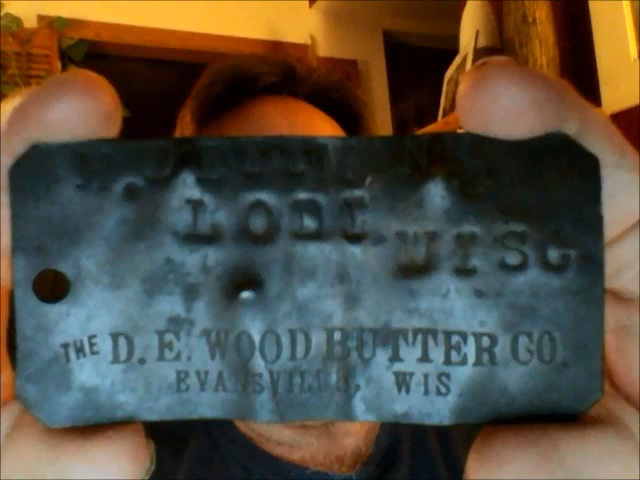 LODI WISC
THE D. E. WOOD BUTTER CO.
EVANSVILLE, WIS